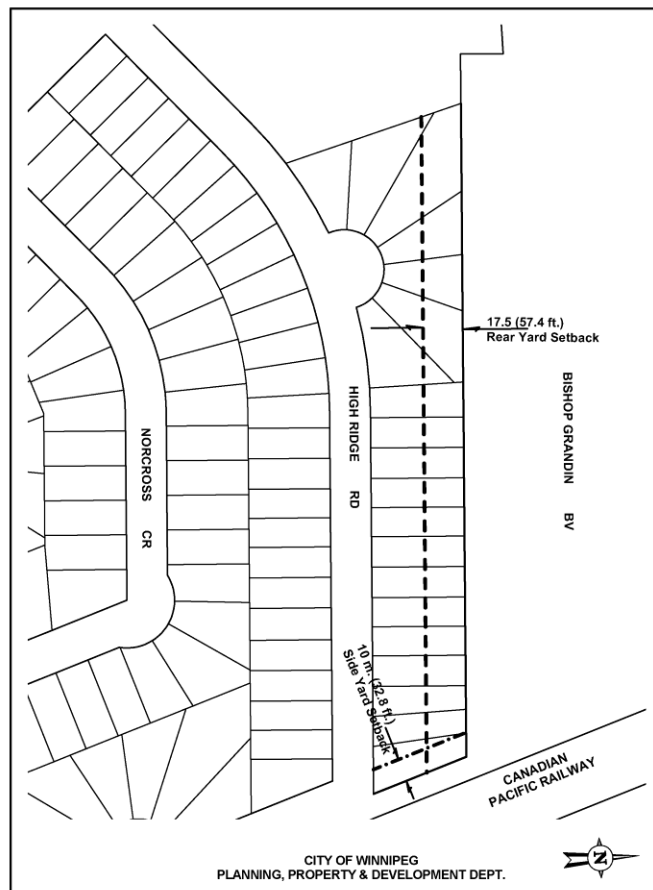 17.5 (57.4 ft.)
Rear Yard Setback
HIGH RIDGE RD
BISHOP GRANDIN BV
NORCROSS CR
10 m. (32.8 ft.)
Side Yard Setback
CANADIAN
PACIFIC RAILWAY
CITY OF WINNIPEG
PLANNING, PROPERTY & DEVELOPMENT DEPT.
N